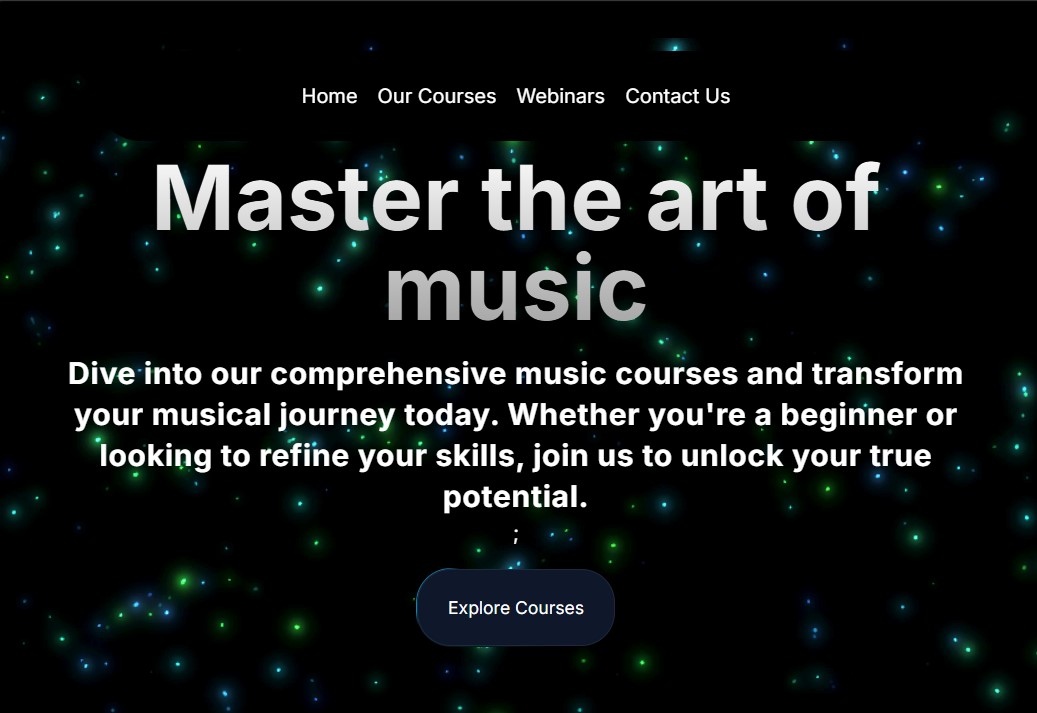 Home Our Courses Webinars Contact Us
Master the art of
music
Dive into our comprehensive music courses and transform
your musical journey today. Whether you're a beginner or
looking to refine your skills, join us to unlock your true
potential.
;
Explore Courses